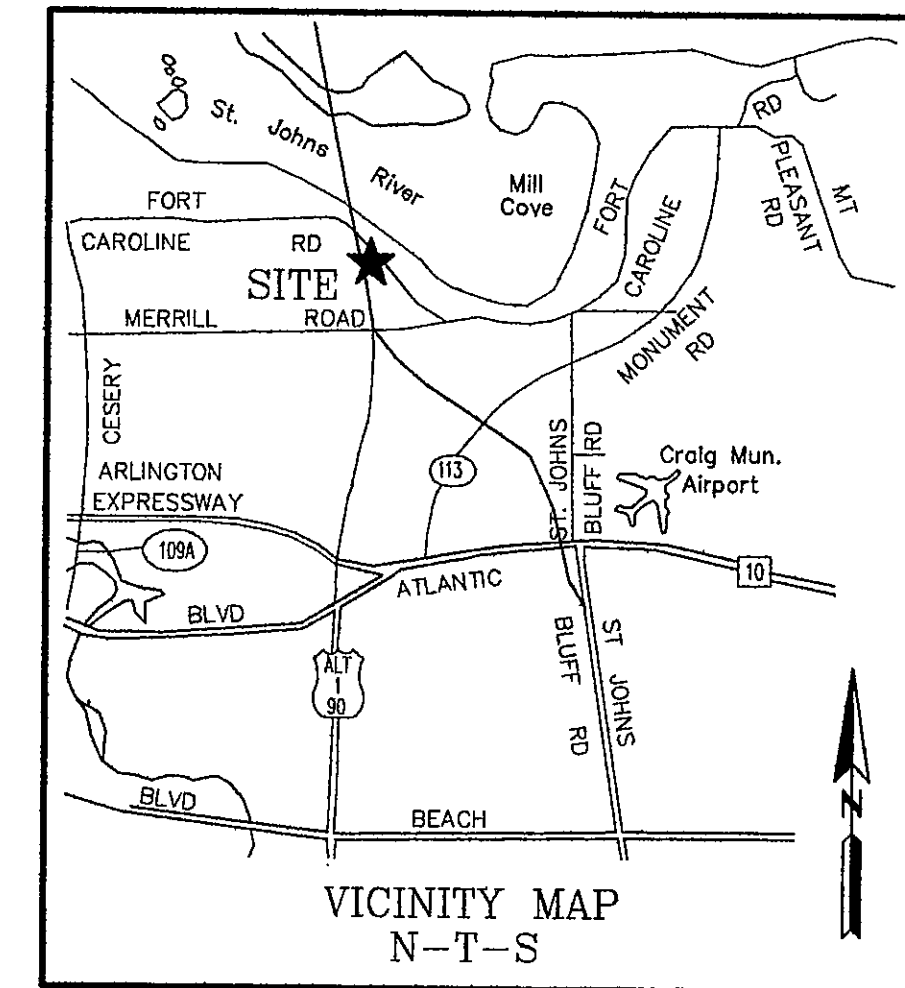 St. Johns River
Mill
Cove
FORT
CAROLINE RD
SITE
MERRILL ROAD
FORT
CAROLINE
RD
MT
PLEASANT
RD
MONUMENT
RD
CESERY
ARLINGTON
EXPRESSWAY
109A
113
ST. JOHNS
BLUFF RD
Craig Mun.
Airport
ATLANTIC
BLVD
10
ALT
1
90
ST JOHNS
BLUFF RD
BLVD
BEACH
N
VICINITY MAP
N-T-S